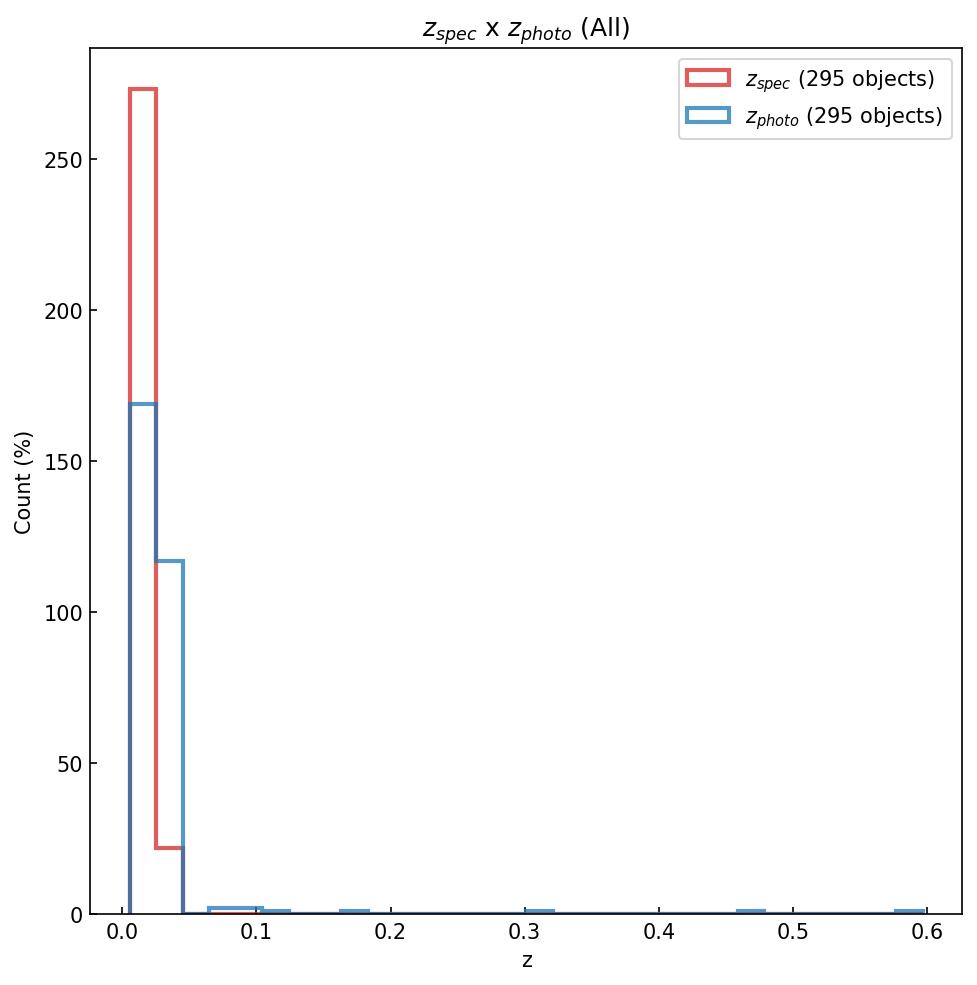 z_spec x z_photo (All)
z_spec (295 objects)
z_photo (295 objects)
Count (%)
250
200
150
100
50
0
0.0 0.1 0.2 0.3 0.4 0.5 0.6
z